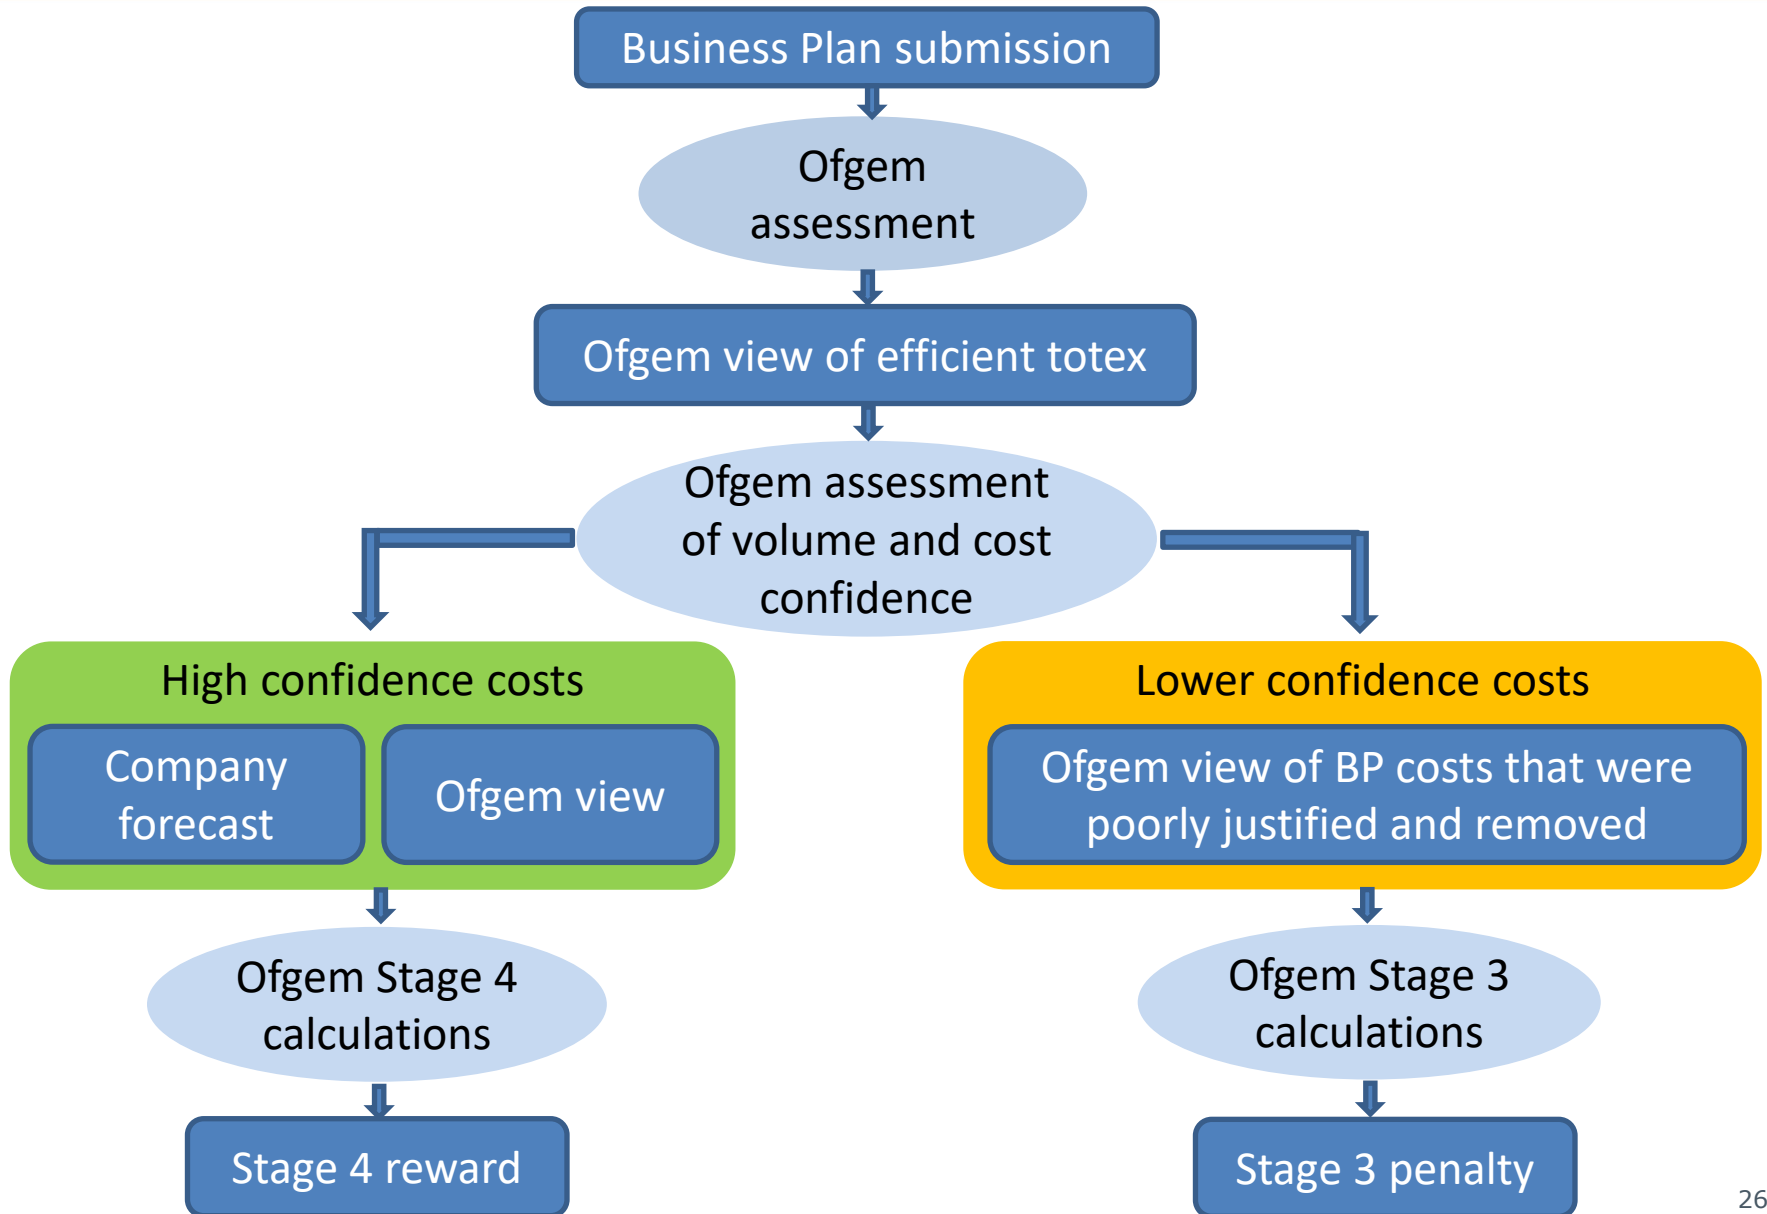 Business Plan submission
Ofgem
assessment
Ofgem view of efficient totex
Ofgem assessment
of volume and cost
confidence
High confidence costs
Company
forecast
Ofgem view
Lower confidence costs
Ofgem view of BP costs that were
poorly justified and removed
Ofgem Stage 4
calculations
Ofgem Stage 3
calculations
Stage 4 reward
Stage 3 penalty
26